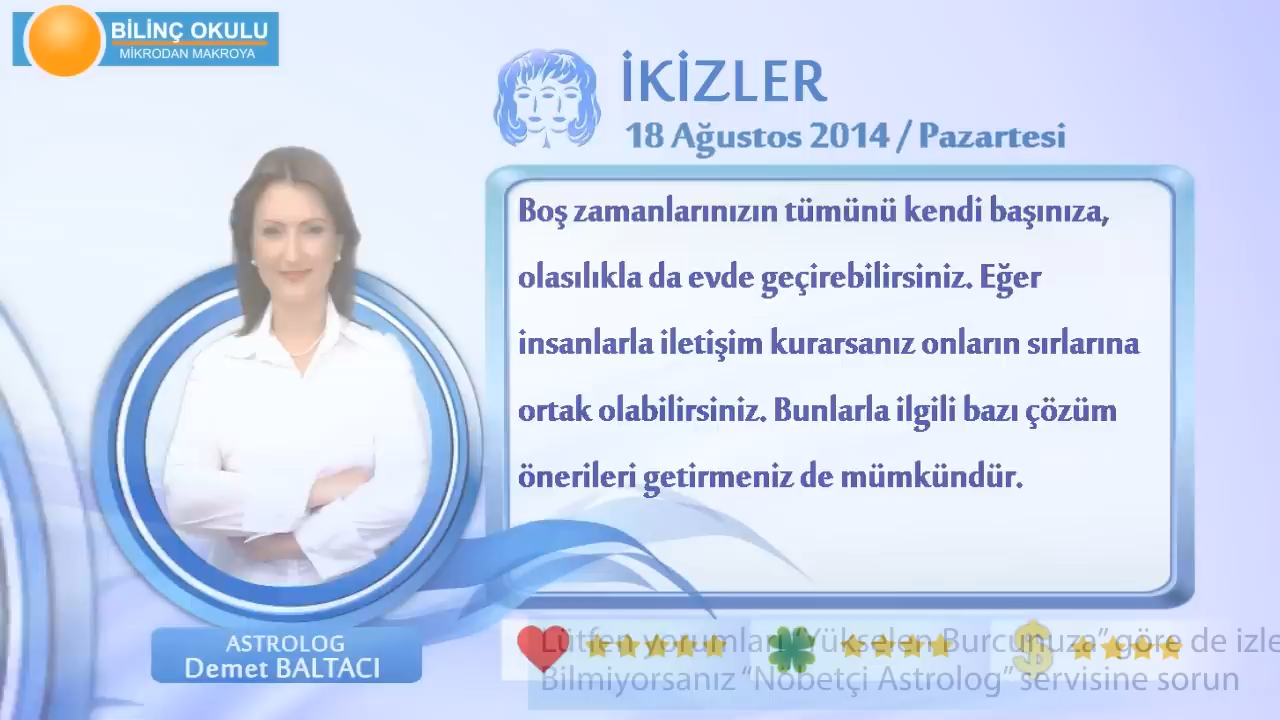 BİLİNÇ OKULU
MİKRODAN MAKROYA
İKİZLER
18 Ağustos 2014 / Pazartesi
Boş zamanlarınızın tümünü kendi başınıza,
olasılıkla da evde geçirebilirsiniz. Eğer
insanlarla iletişim kurarsanız onların sırlarına
ortak olabilirsiniz. Bunlarla ilgili bazı çözüm
önerileri getirmeniz de mümkündür.
ASTROLOG
Demet BALTACI
Lütfen yorumları "Yükselen Burcunuza" göre de izle
Bilmiyorsanız "Nöbetçi Astrolog" servisine sorun